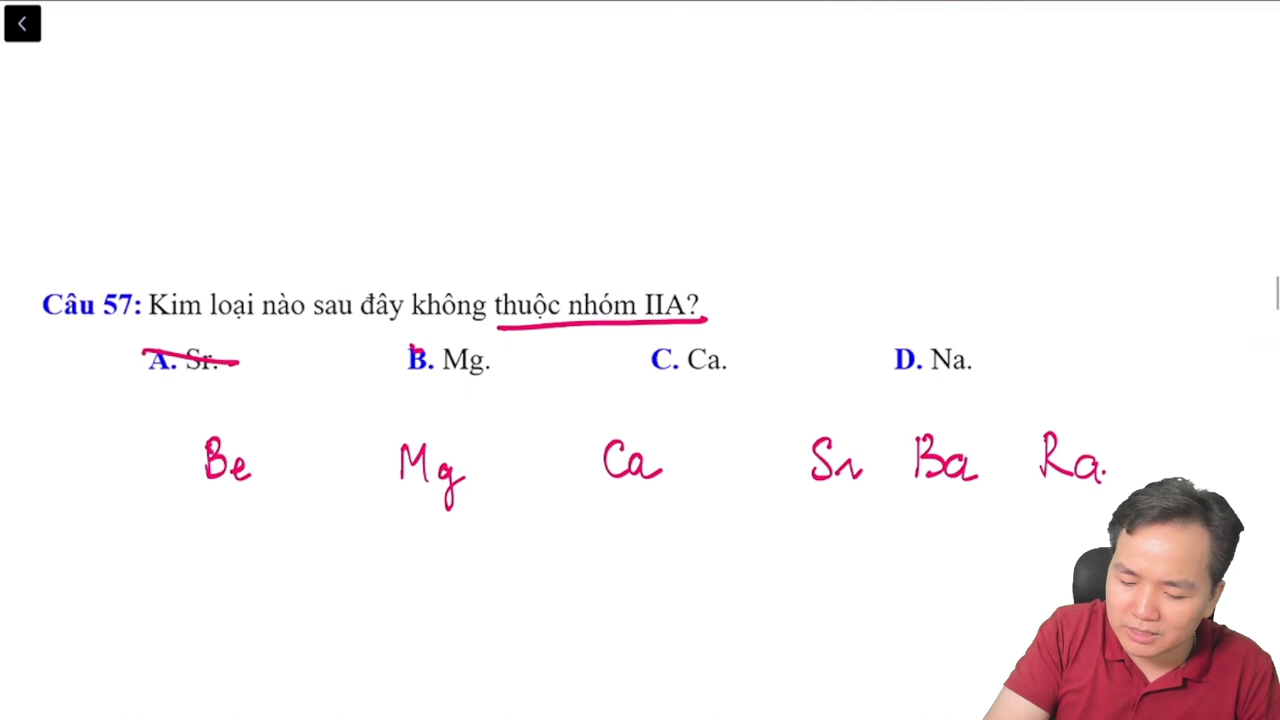 Câu 57: Kim loại nào sau đây không thuộc nhóm IIA?
A. Sr. B. Mg. C. Ca. D. Na.
Be Mg Ca Sr Ba Ra.